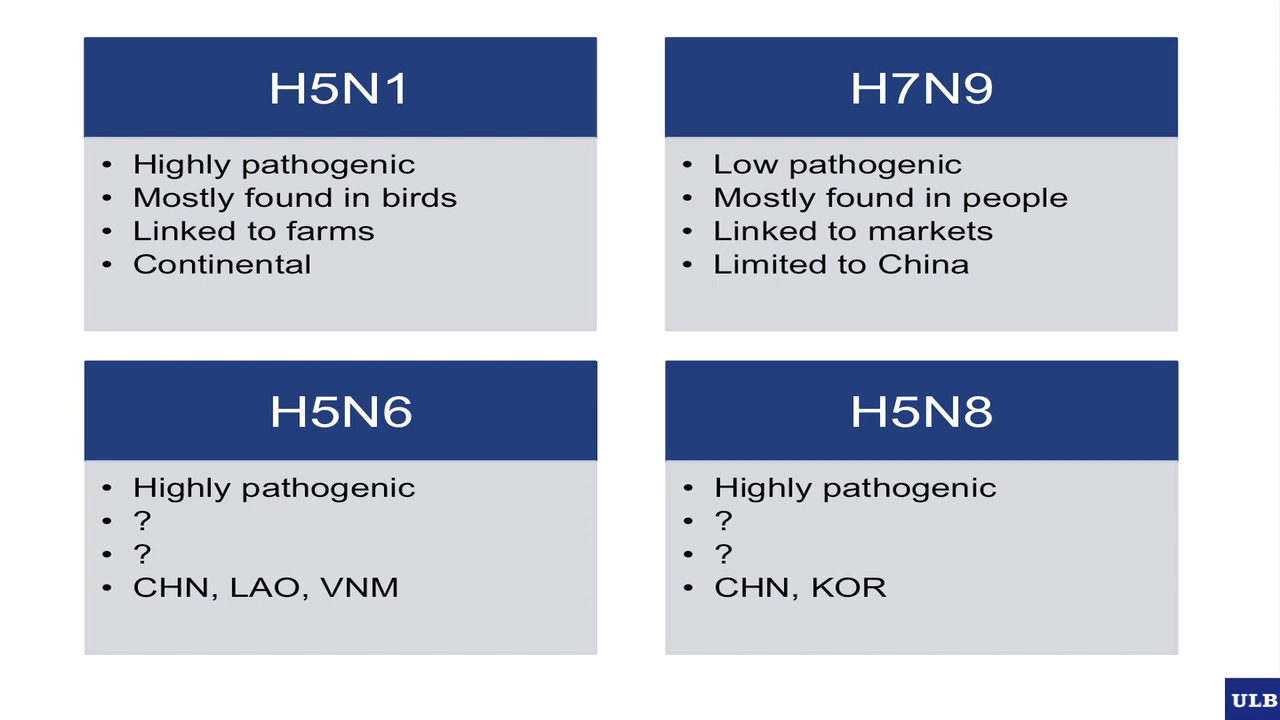 H5N1
• Highly pathogenic
• Mostly found in birds
• Linked to farms
• Continental
H7N9
• Low pathogenic
• Mostly found in people
• Linked to markets
• Limited to China
H5N6
• Highly pathogenic
• ?
• ?
• CHN, LAO, VNM
H5N8
• Highly pathogenic
• ?
• ?
• CHN, KOR
ULB